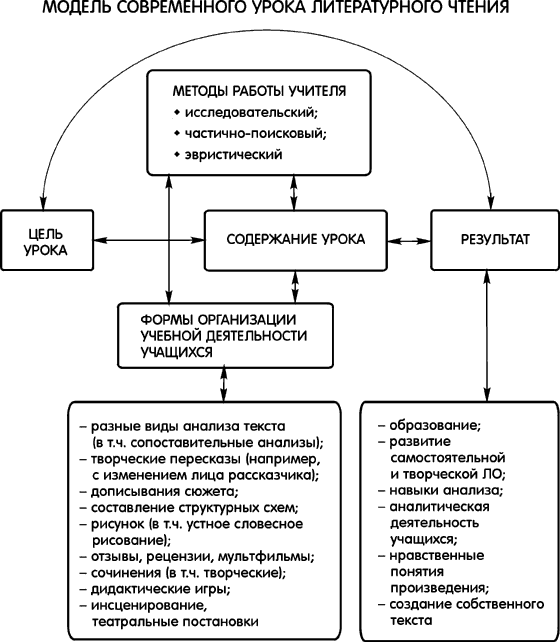 МОДЕЛЬ СОВРЕМЕННОГО УРОКА ЛИТЕРАТУРНОГО ЧТЕНИЯ
МЕТОДЫ РАБОТЫ УЧИТЕЛЯ
◆ исследовательский;
◆ частично-поисковый;
◆ эвристический
ЦЕЛЬ
УРОКА
СОДЕРЖАНИЕ УРОКА
РЕЗУЛЬТАТ
ФОРМЫ ОРГАНИЗАЦИИ
УЧЕБНОЙ ДЕЯТЕЛЬНОСТИ
УЧАЩИХСЯ
– разные виды анализа текста
(в т.ч. сопоставительные анализы);
– творческие пересказы (например,
с изменением лица рассказчика);
– дописывания сюжета;
– составление структурных схем;
– рисунок (в т.ч. устное словесное
рисование);
– отзывы, рецензии, мультфильмы;
– сочинения (в т.ч. творческие);
– дидактические игры;
– инсценирование,
театральные постановки
– образование;
– развитие
самостоятельной
и творческой ЛО;
– навыки анализа;
– аналитическая
деятельность
учащихся;
– нравственные
понятия
произведения;
– создание собственного
текста